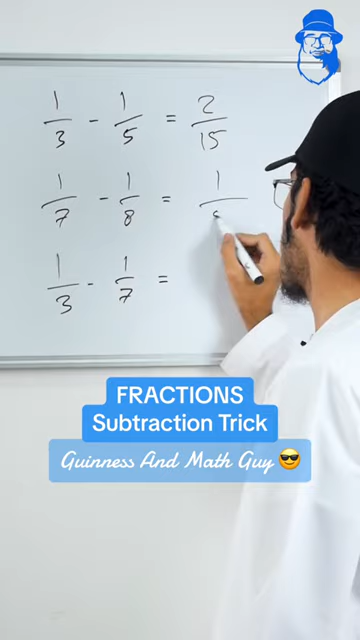 1/3 - 1/5 = 2/15
1/7 - 1/8 = 1/
1/3 - 1/7 =
FRACTIONS
Subtraction Trick
Guinness And Math Guy 😎